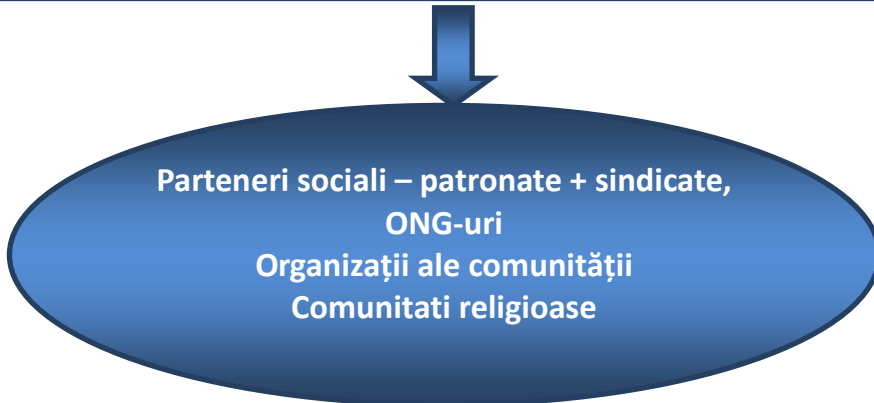 Parteneri sociali – patronate + sindicate,
ONG-uri
Organizații ale comunității
Comunitati religioase